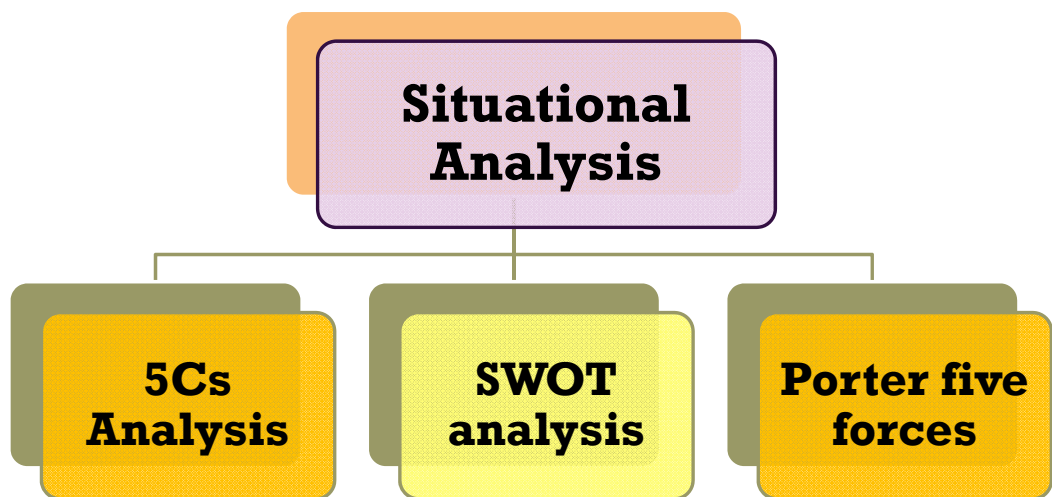 Situational
Analysis
5Cs
Analysis
SWOT
analysis
Porter five
forces